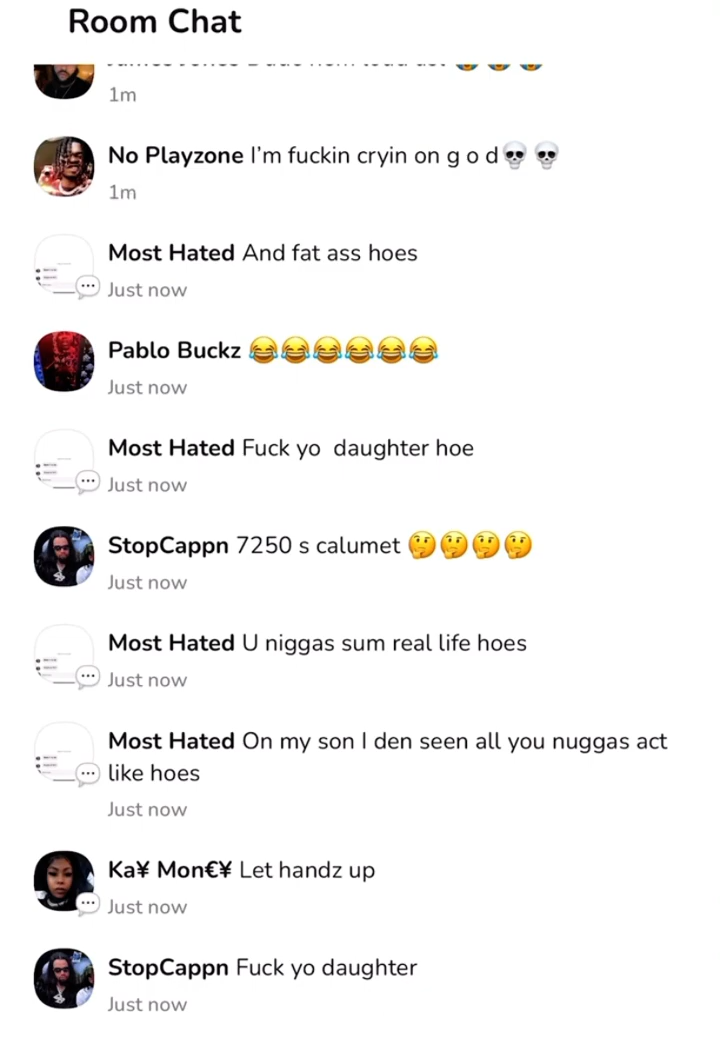 Room Chat
1m
No Playzone I'm fuckin cryin on g o d💀💀
1m
Most Hated And fat ass hoes
Just now
Pablo Buckz 😂😂😂😂😂😂
Just now
Most Hated Fuck yo  daughter hoe
Just now
StopCappn 7250 s calumet 🤔🤔🤔🤔
Just now
Most Hated U niggas sum real life hoes
Just now
Most Hated On my son I den seen all you nuggas act
like hoes
Just now
Ka¥ Mon€¥ Let handz up
Just now
StopCappn Fuck yo daughter
Just now